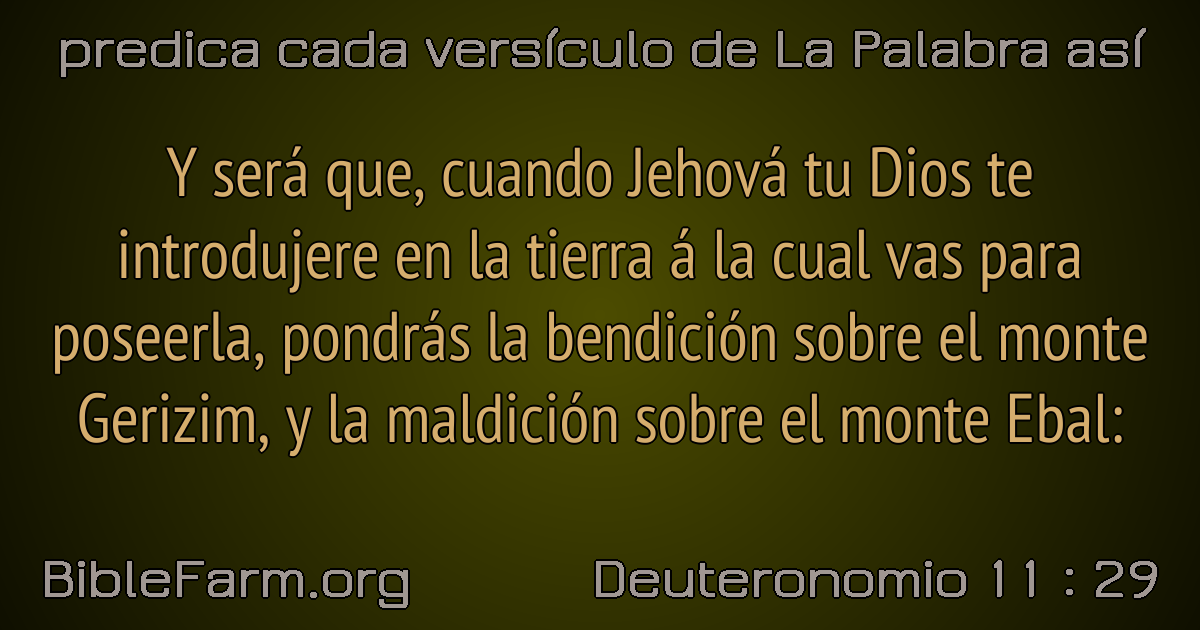 predica cada versículo de La Palabra así
Y será que, cuando Jehová tu Dios te
introdujere en la tierra á la cual vas para
poseerla, pondrás la bendición sobre el monte
Gerizim, y la maldición sobre el monte Ebal:
BibleFarm.org
Deuteronomio 11 : 29